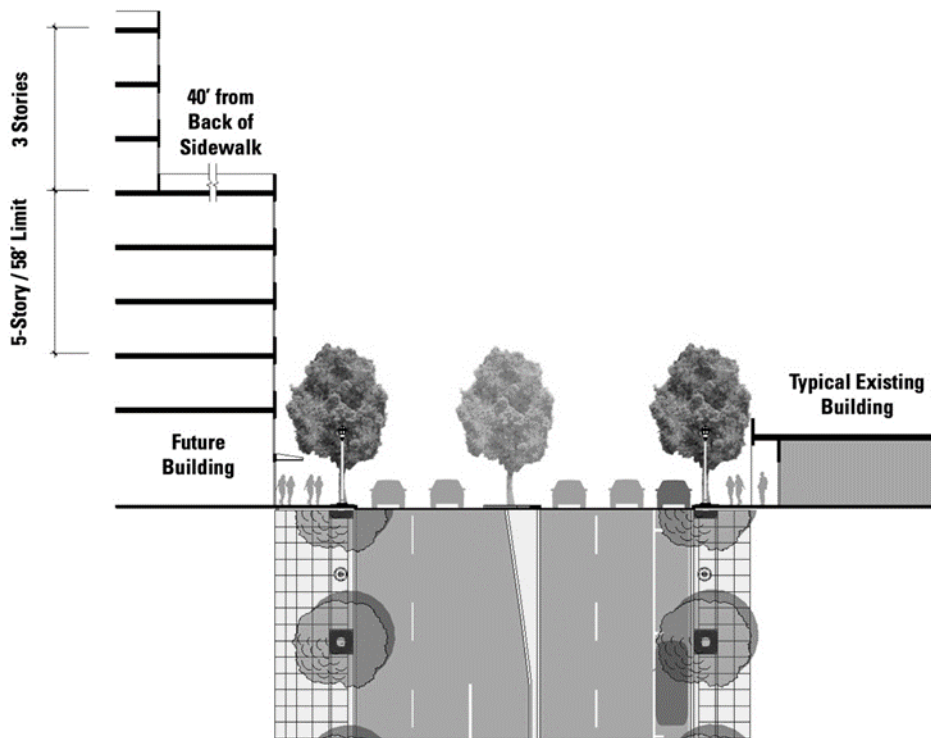 3 Stories
40' from
Back of
Sidewalk
5-Story / 58' Limit
Future
Building
Typical Existing
Building